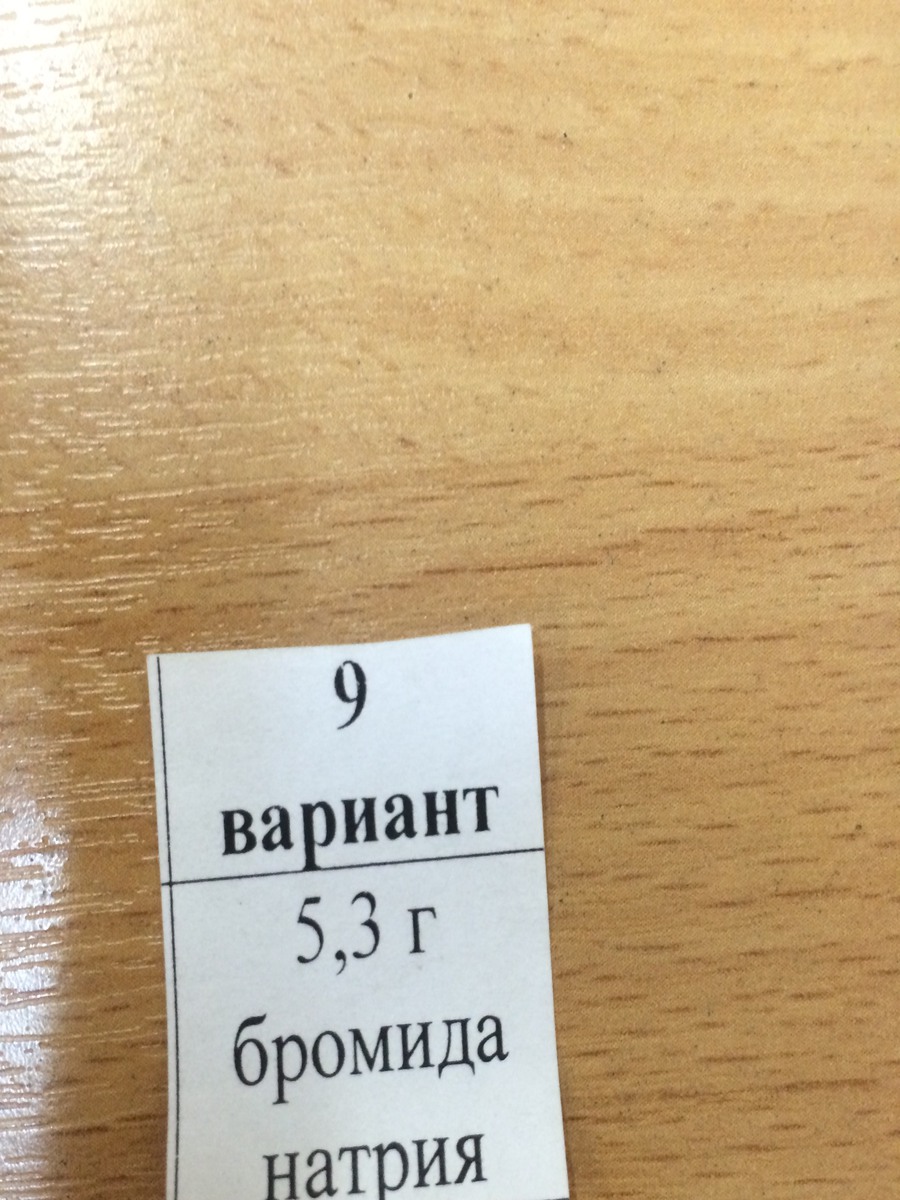 9
вариант
5,3 г
бромида
натрия